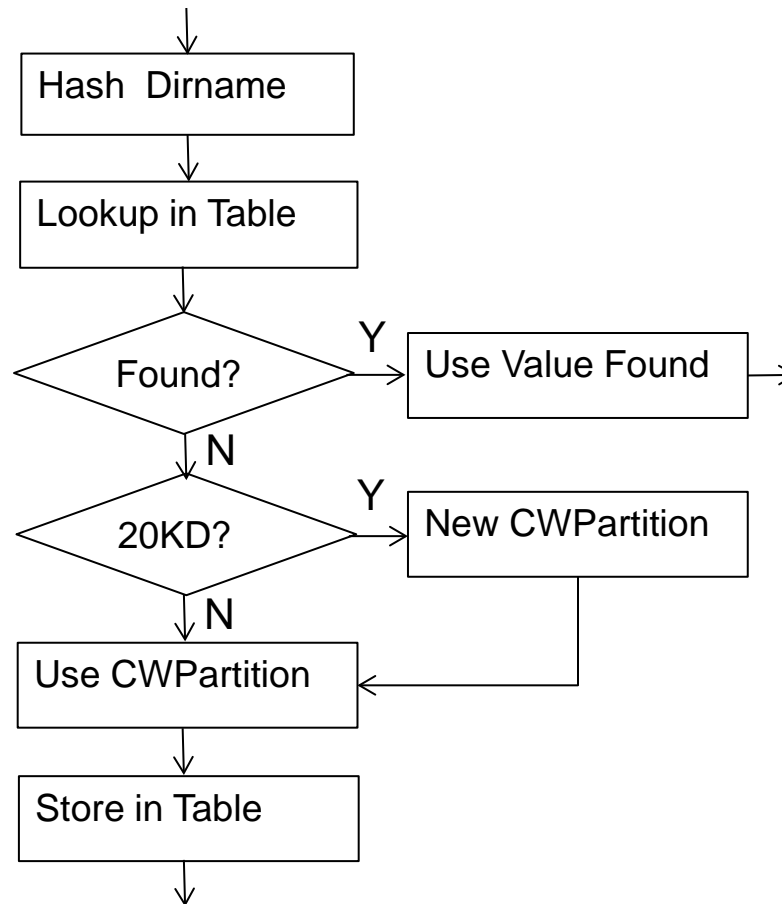 Hash Dirname
Lookup in Table
Found?
Y
Use Value Found
N
20KD?
Y
New CWPartition
N
Use CWPartition
Store in Table